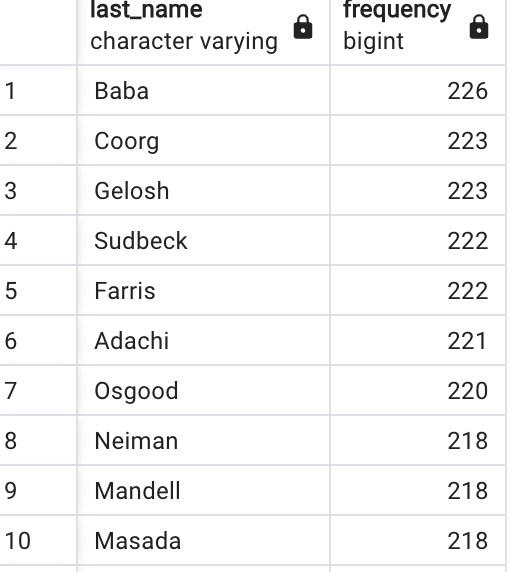 last_name frequency
character varying bigint
1 Baba 226
2 Coorg 223
3 Gelosh 223
4 Sudbeck 222
5 Farris 222
6 Adachi 221
7 Osgood 220
8 Neiman 218
9 Mandell 218
10 Masada 218